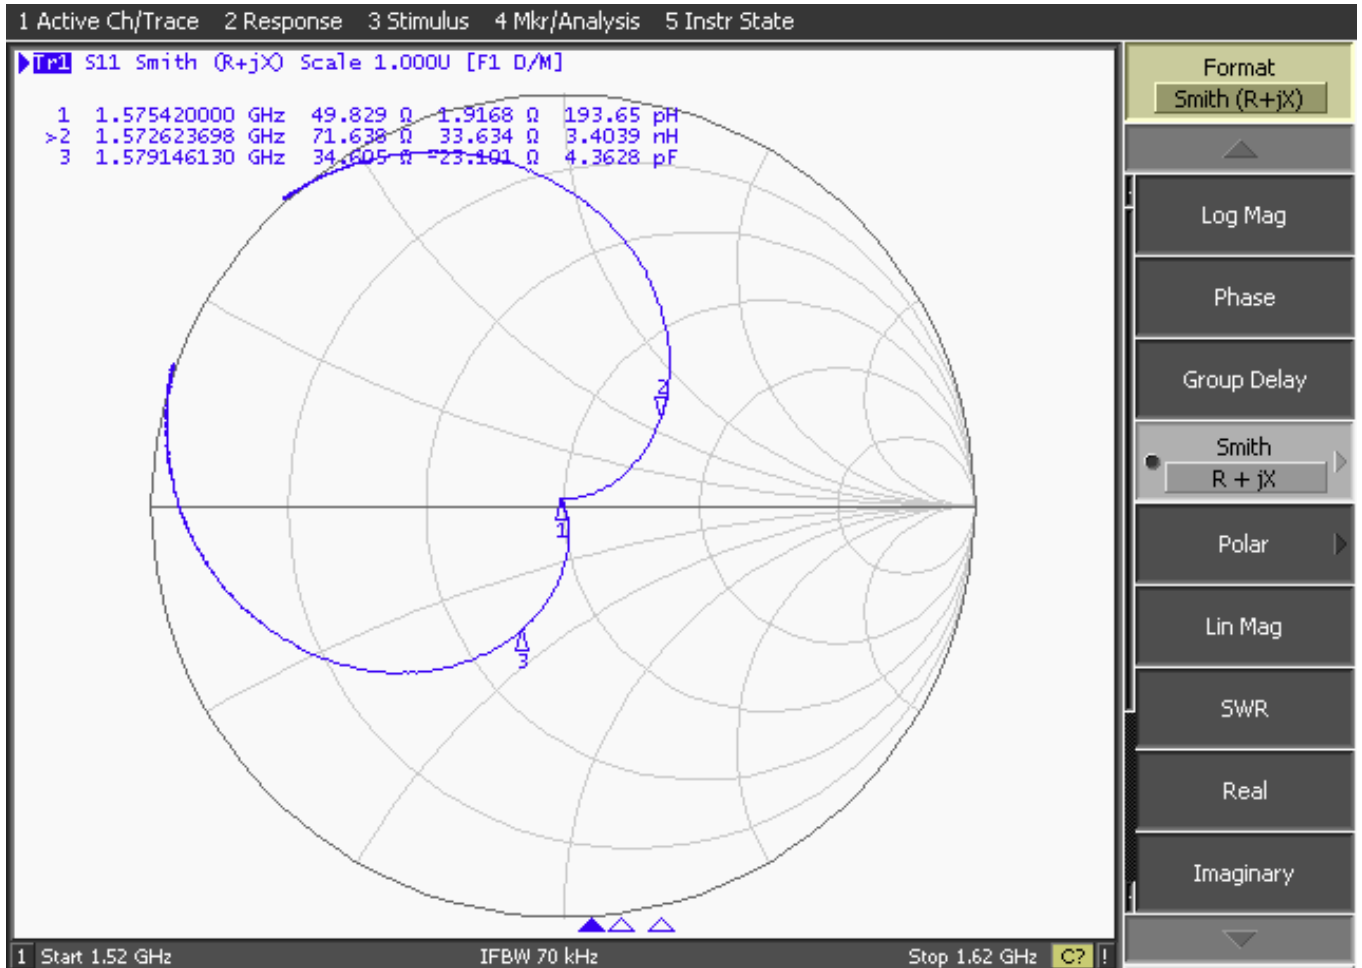 1 Active Ch/Trace 2 Response 3 Stimulus 4 Mkr/Analysis 5 Instr State
Tr1 S11 Smith (R+jX) Scale 1.000U [F1 D/M]
1 1.575420000 GHz 49.829 Ω 1.9168 Ω 193.65 pH
>2 1.572623698 GHz 71.638 Ω 33.634 Ω 3.4039 nH
3 1.579146130 GHz 34.605 Ω -23.101 Ω 4.3628 pF
2
1
3
1 Start 1.52 GHz IFBW 70 kHz Stop 1.62 GHz C? !
Format
Smith (R+jX)
Log Mag
Phase
Group Delay
Smith
R + jX
Polar
Lin Mag
SWR
Real
Imaginary